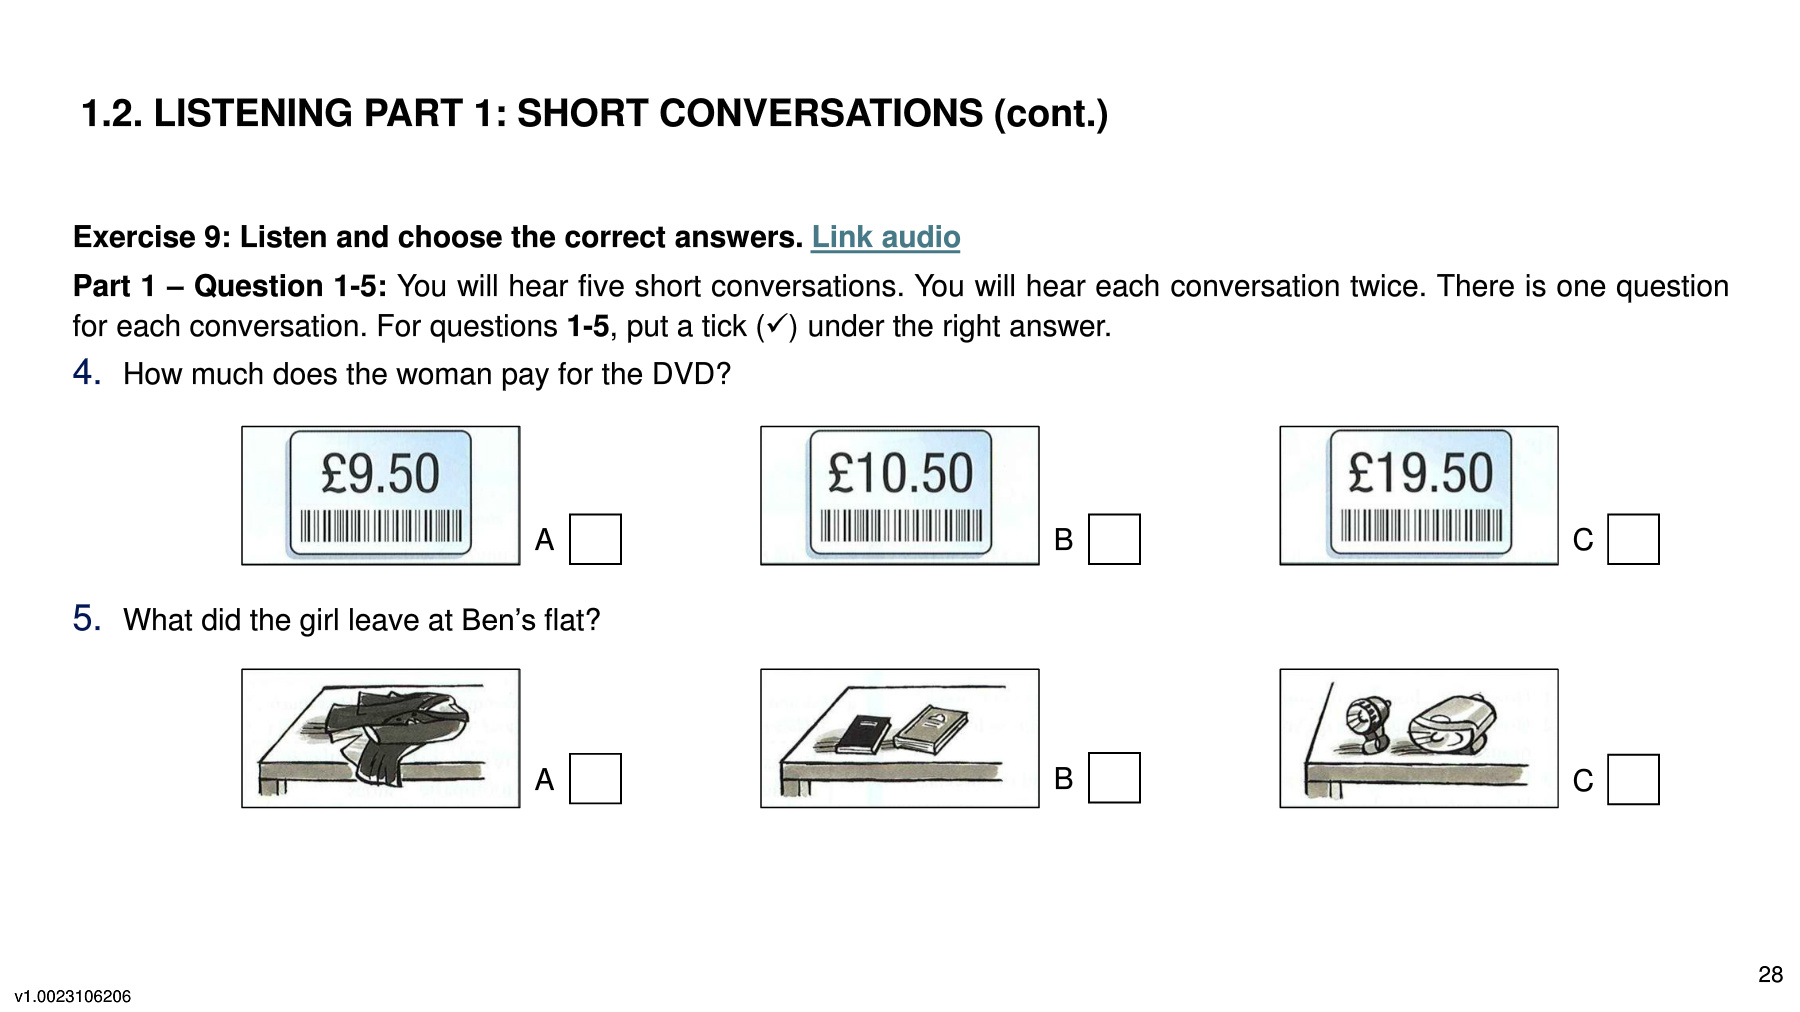 1.2. LISTENING PART 1: SHORT CONVERSATIONS (cont.)
Exercise 9: Listen and choose the correct answers. Link audio
Part 1 – Question 1-5: You will hear five short conversations. You will hear each conversation twice. There is one question
for each conversation. For questions 1-5, put a tick (✓) under the right answer.
4. How much does the woman pay for the DVD?
£9.50
A
£10.50
B
£19.50
C
5. What did the girl leave at Ben’s flat?
A
B
C
28
v1.0023106206